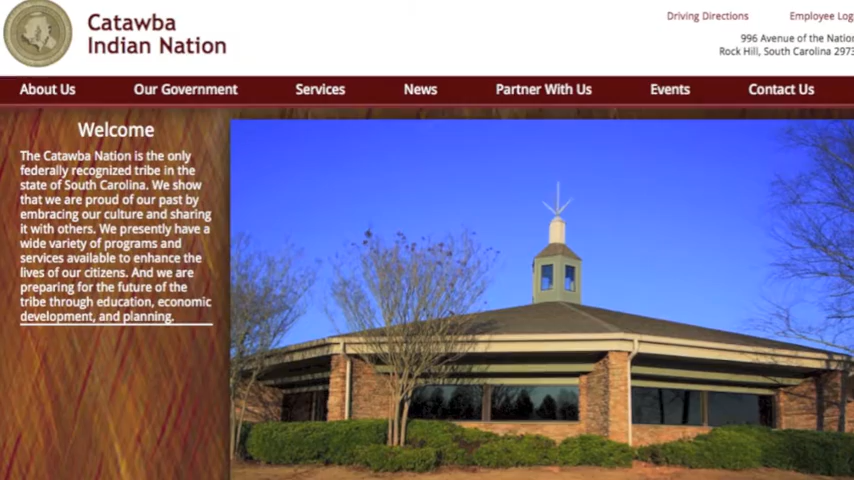 Catawba
Indian Nation
Driving Directions
Employee Log
996 Avenue of the Nation
Rock Hill, South Carolina 2973
About Us
Our Government
Services
News
Partner With Us
Events
Contact Us
Welcome
The Catawba Nation is the only
federally recognized tribe in the
state of South Carolina. We show
that we are proud of our past by
embracing our culture and sharing
it with others. We presently have a
wide variety of programs and
services available to enhance the
lives of our citizens. And we are
preparing for the future of the
tribe through education, economic
development, and planning.